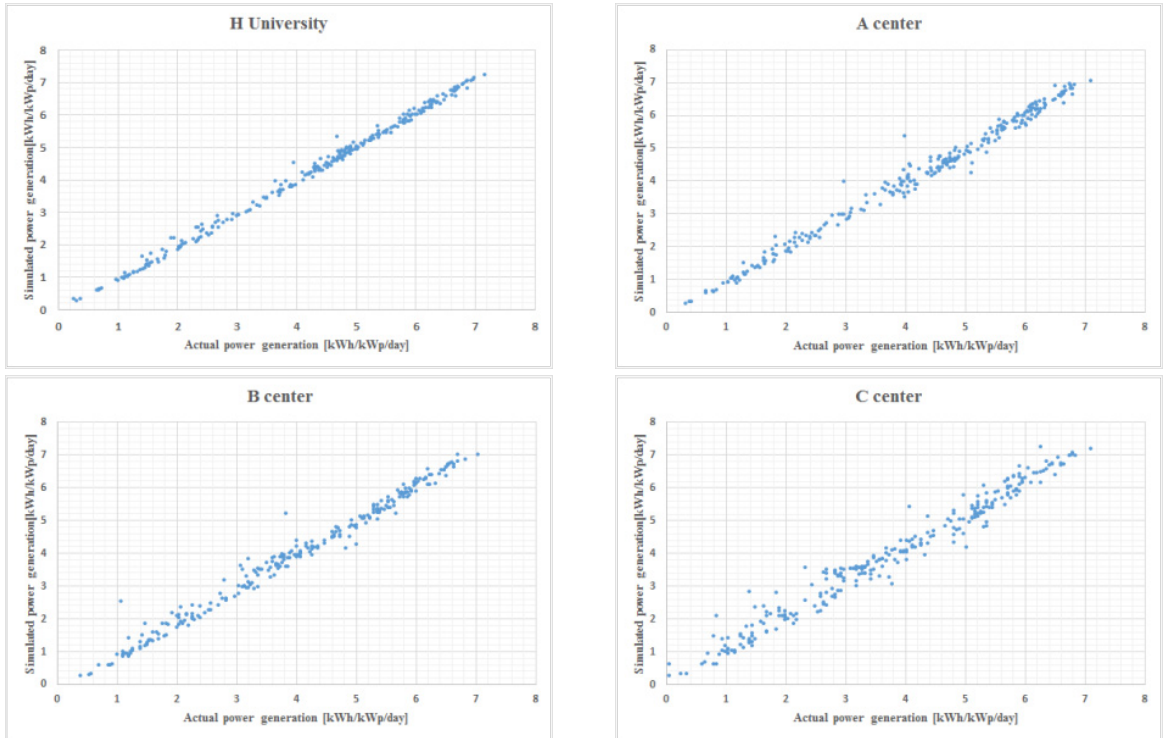 H University
Simulated power generation[kWh/kWp/day]
8
7
6
5
4
3
2
1
0
0 1 2 3 4 5 6 7 8
Actual power generation [kWh/kWp/day]
A center
Simulated power generation[kWh/kWp/day]
8
7
6
5
4
3
2
1
0
0 1 2 3 4 5 6 7 8
Actual power generation [kWh/kWp/day]
B center
Simulated power generation[kWh/kWp/day]
8
7
6
5
4
3
2
1
0
0 1 2 3 4 5 6 7 8
Actual power generation [kWh/kWp/day]
C center
Simulated power generation[kWh/kWp/day]
8
7
6
5
4
3
2
1
0
0 1 2 3 4 5 6 7 8
Actual power generation [kWh/kWp/day]